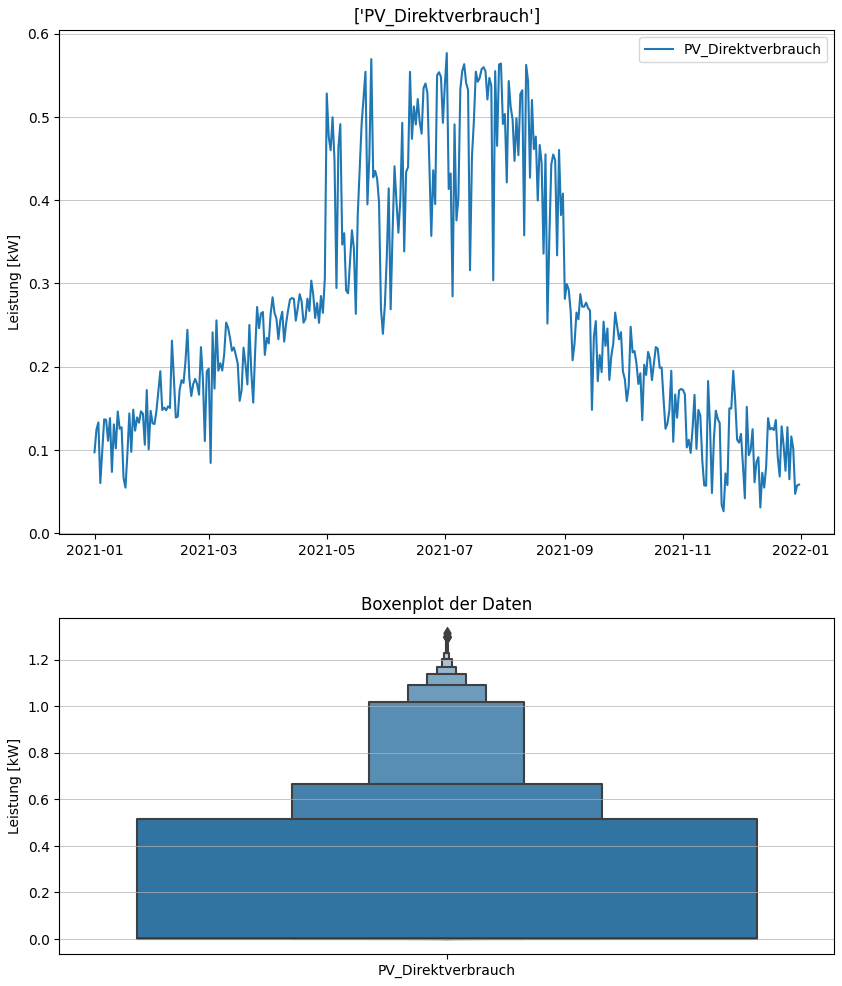 ['PV_Direktverbrauch']
0.6
0.5
0.4
0.3
0.2
0.1
0.0
Leistung [kW]
PV_Direktverbrauch
2021-01 2021-03 2021-05 2021-07 2021-09 2021-11 2022-01
Boxenplot der Daten
1.2
1.0
0.8
0.6
0.4
0.2
0.0
Leistung [kW]
PV_Direktverbrauch